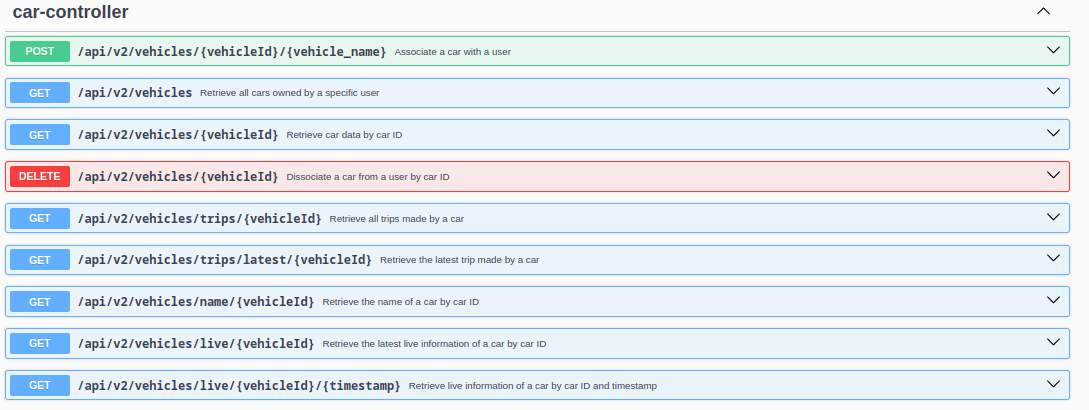 car-controller
POST /api/v2/vehicles/{vehicleId}/{vehicle_name} Associate a car with a user
GET /api/v2/vehicles Retrieve all cars owned by a specific user
GET /api/v2/vehicles/{vehicleId} Retrieve car data by car ID
DELETE /api/v2/vehicles/{vehicleId} Dissociate a car from a user by car ID
GET /api/v2/vehicles/trips/{vehicleId} Retrieve all trips made by a car
GET /api/v2/vehicles/trips/latest/{vehicleId} Retrieve the latest trip made by a car
GET /api/v2/vehicles/name/{vehicleId} Retrieve the name of a car by car ID
GET /api/v2/vehicles/live/{vehicleId} Retrieve the latest live information of a car by car ID
GET /api/v2/vehicles/live/{vehicleId}/{timestamp} Retrieve live information of a car by car ID and timestamp